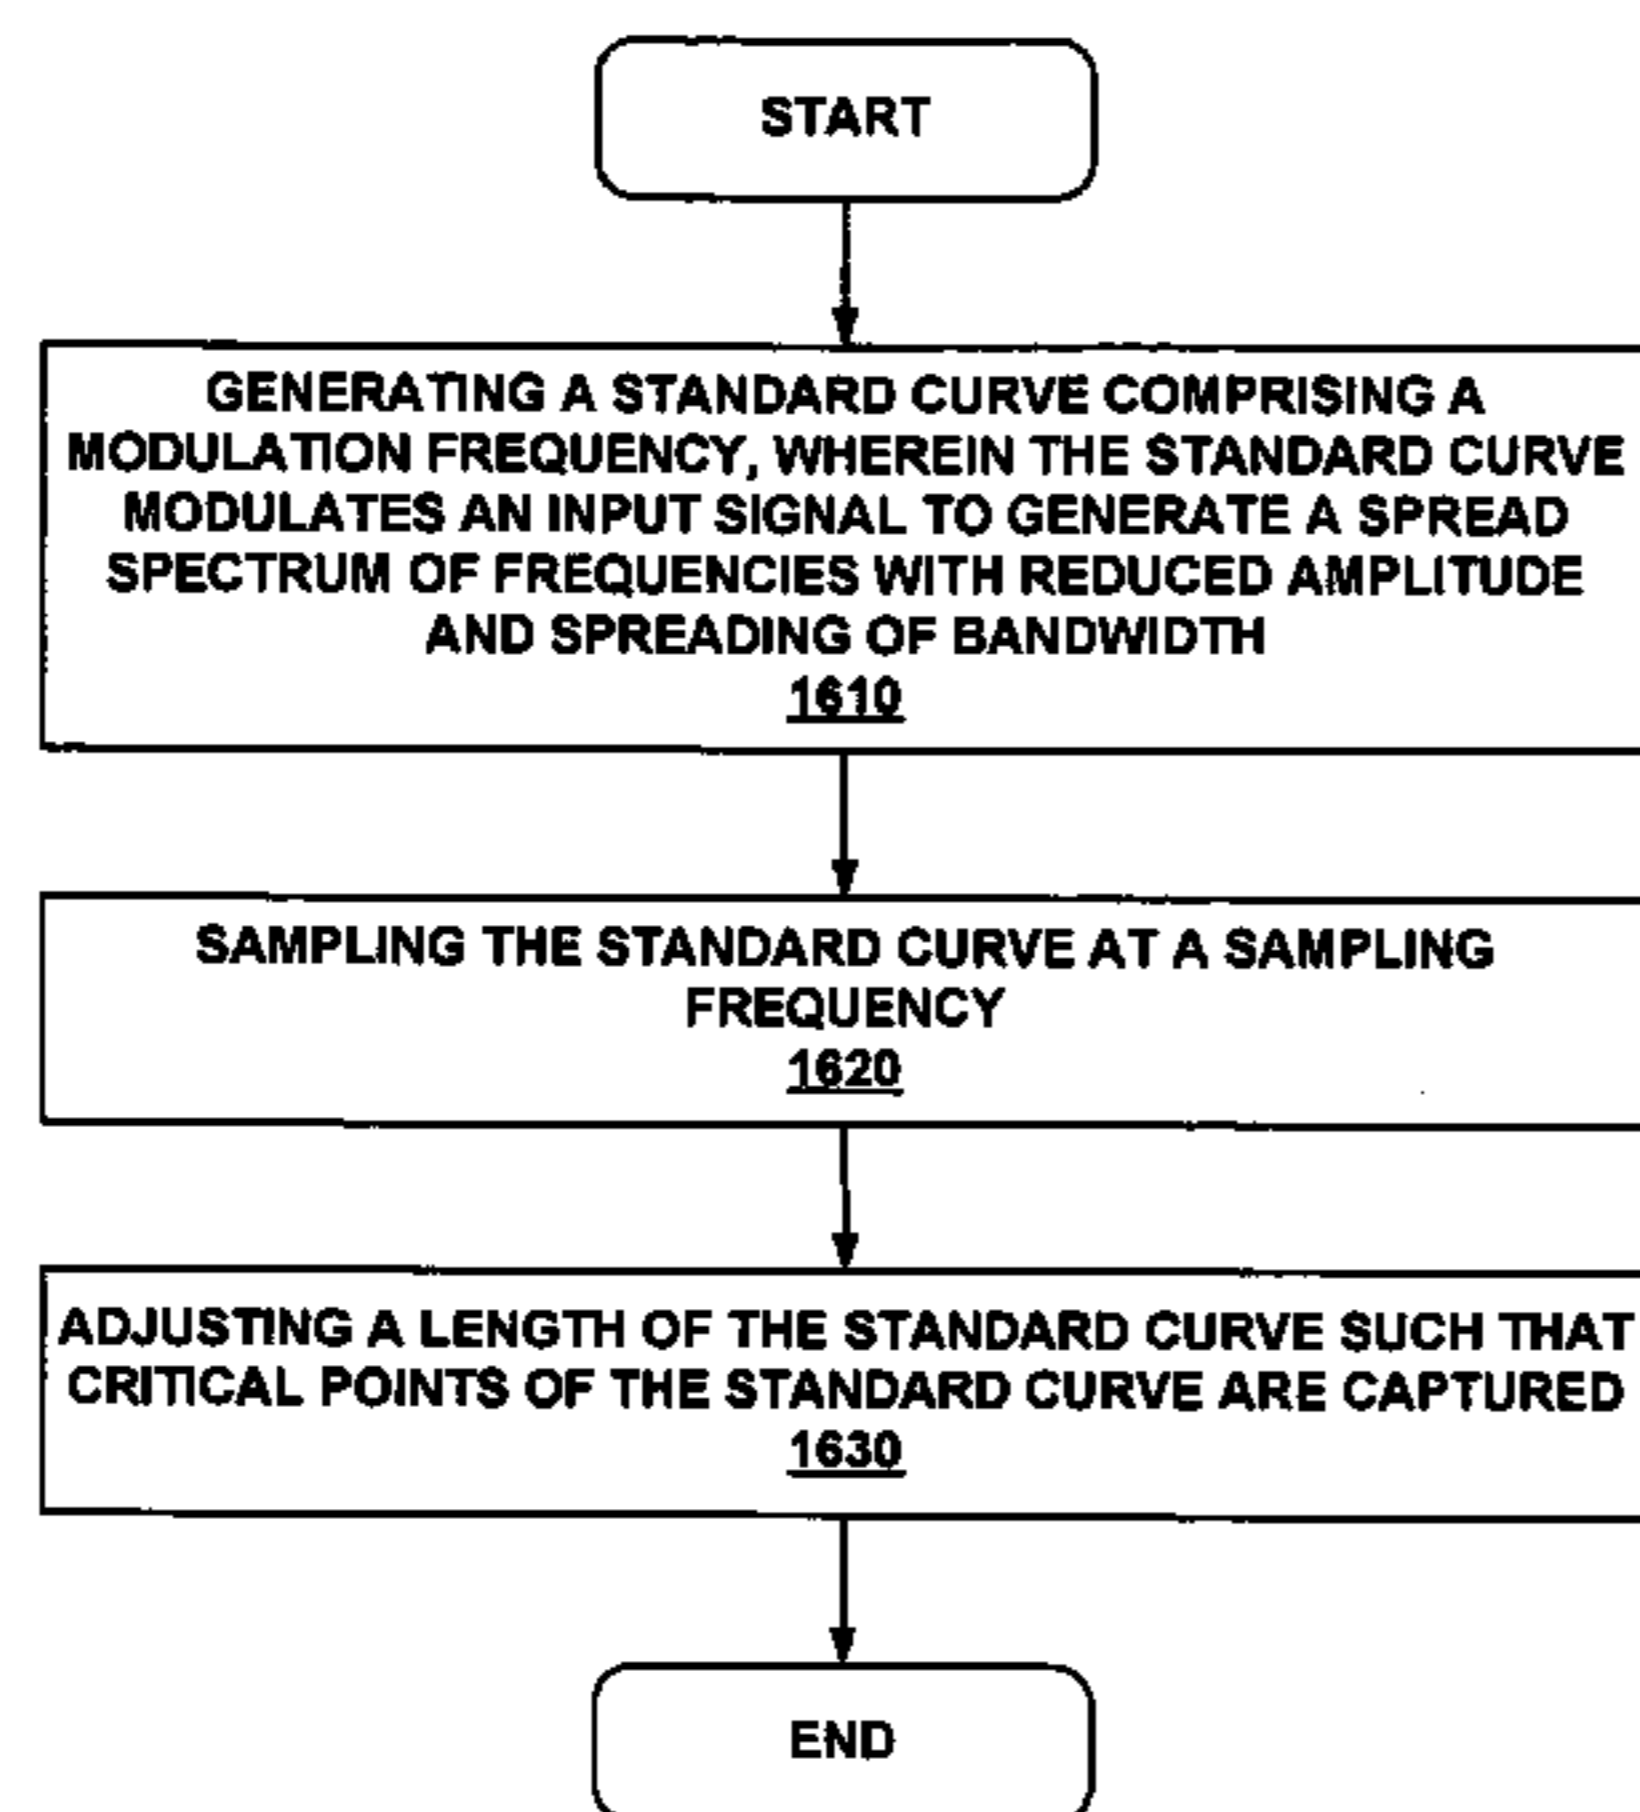 START
GENERATING A STANDARD CURVE COMPRISING A
MODULATION FREQUENCY, WHEREIN THE STANDARD CURVE
MODULATES AN INPUT SIGNAL TO GENERATE A SPREAD
SPECTRUM OF FREQUENCIES WITH REDUCED AMPLITUDE
AND SPREADING OF BANDWIDTH
1610
SAMPLING THE STANDARD CURVE AT A SAMPLING
FREQUENCY
1620
ADJUSTING A LENGTH OF THE STANDARD CURVE SUCH THAT
CRITICAL POINTS OF THE STANDARD CURVE ARE CAPTURED
1630
END